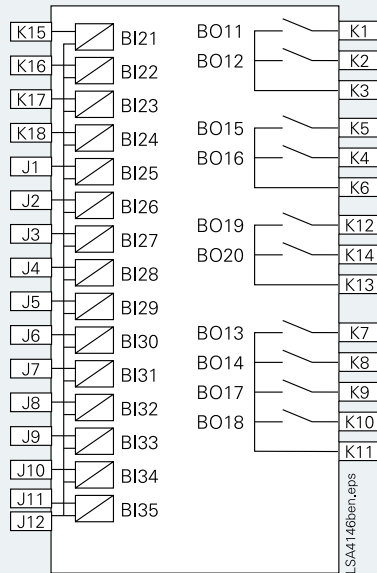 K15 BI21 BO11 K1
K16 BI22 BO12 K2
K17 BI23 K3
K18 BI24 BO15 K5
J1 BI25 BO16 K4
J2 BI26 K6
J3 BI27 BO19 K12
J4 BI28 BO20 K14
J5 BI29 K13
J6 BI30 BO13 K7
J7 BI31 BO14 K8
J8 BI32 BO17 K9
J9 BI33 BO18 K10
J10 BI34 K11
J11 BI35
J12
LSA4146ben.eps